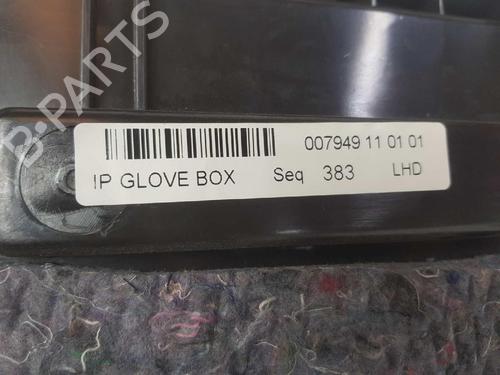 B-PARTS
007949 11 01 01
IP GLOVE BOX Seq 383 LHD